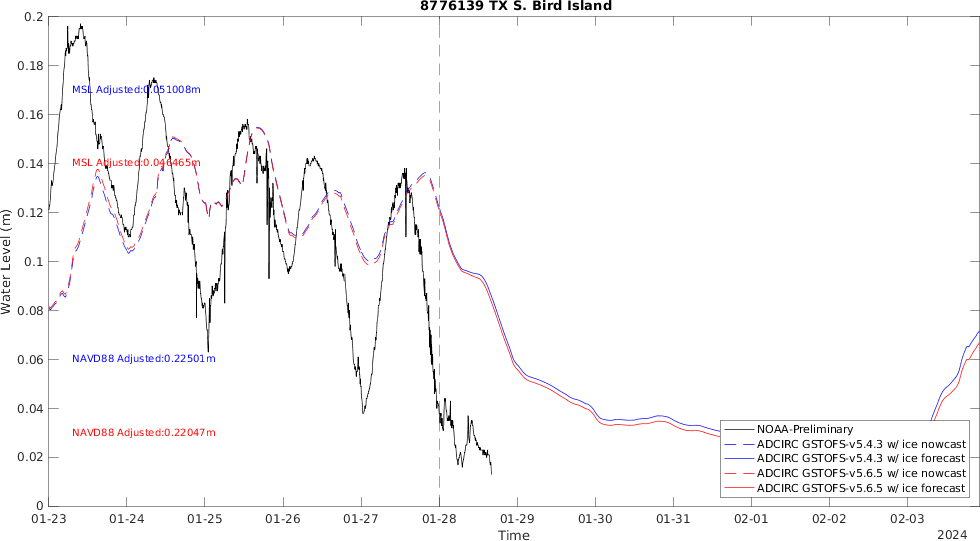 8776139 TX S. Bird Island
Water Level (m)
0.2
0.18
0.16
0.14
0.12
0.1
0.08
0.06
0.04
0.02
0
MSL Adjusted:0.051008m
MSL Adjusted:0.046465m
NAVD88 Adjusted:0.22501m
NAVD88 Adjusted:0.22047m
NOAA-Preliminary
ADCIRC GSTOFS-v5.4.3 w/ ice nowcast
ADCIRC GSTOFS-v5.4.3 w/ ice forecast
ADCIRC GSTOFS-v5.6.5 w/ ice nowcast
ADCIRC GSTOFS-v5.6.5 w/ ice forecast
01-23 01-24 01-25 01-26 01-27 01-28 01-29 01-30 01-31 02-01 02-02 02-03
Time
2024